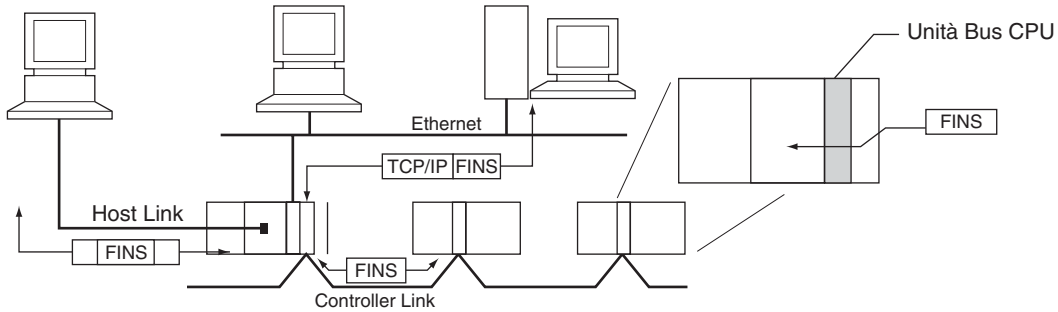 Unità Bus CPU
FINS
Ethernet
TCP/IP FINS
Host Link
FINS
FINS
Controller Link